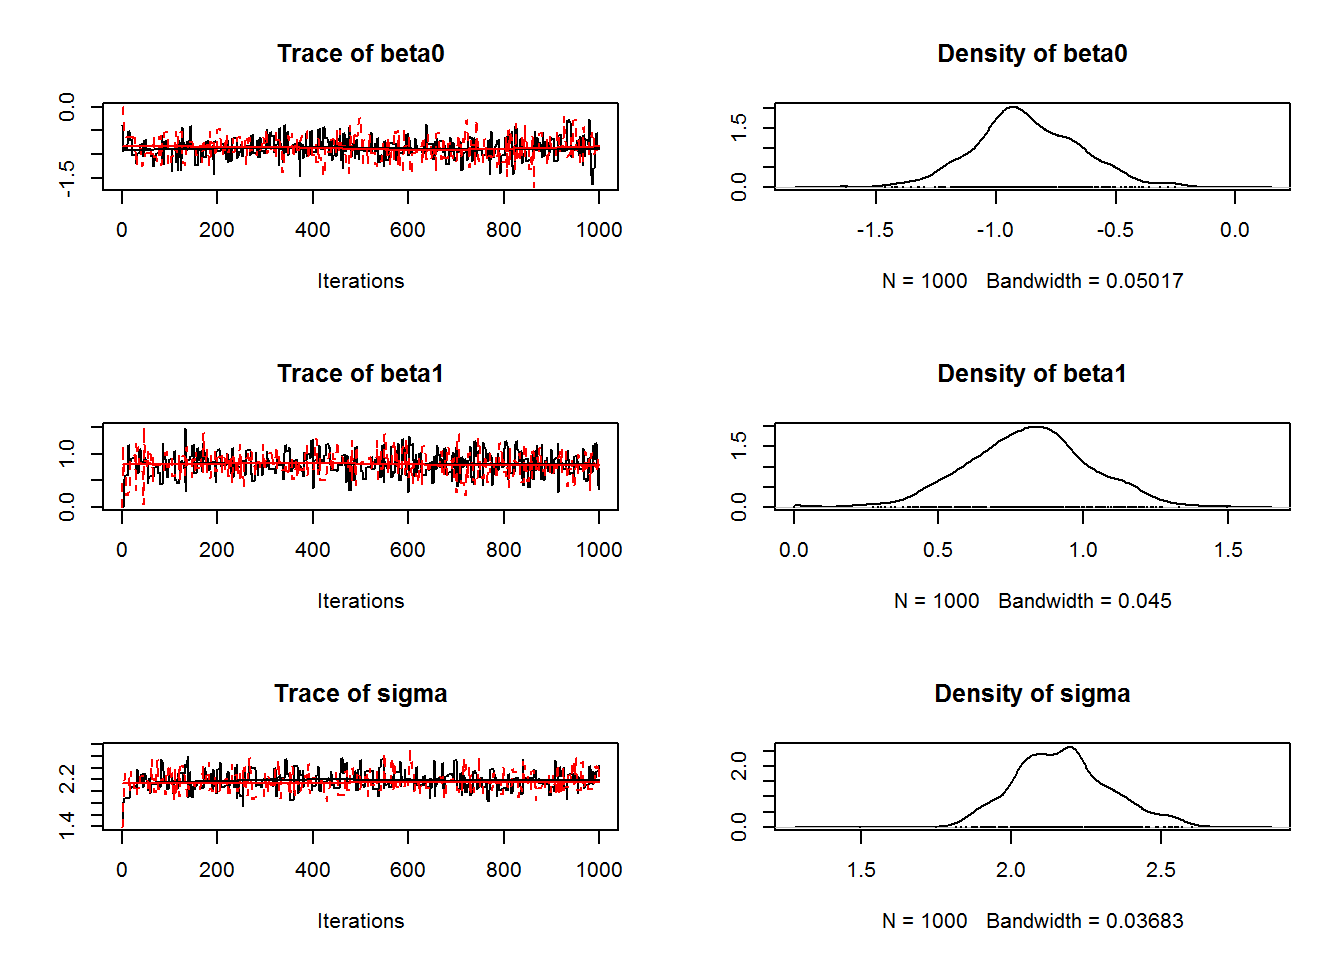 Trace of beta0
0.0
-1.5
0 200 400 600 800 1000
Iterations
Density of beta0
1.5
0.0
-1.5 -1.0 -0.5 0.0
N = 1000 Bandwidth = 0.05017
Trace of beta1
1.0
0.0
0 200 400 600 800 1000
Iterations
Density of beta1
1.5
0.0
0.0 0.5 1.0 1.5
N = 1000 Bandwidth = 0.045
Trace of sigma
2.2
1.4
0 200 400 600 800 1000
Iterations
Density of sigma
2.0
0.0
1.5 2.0 2.5
N = 1000 Bandwidth = 0.03683